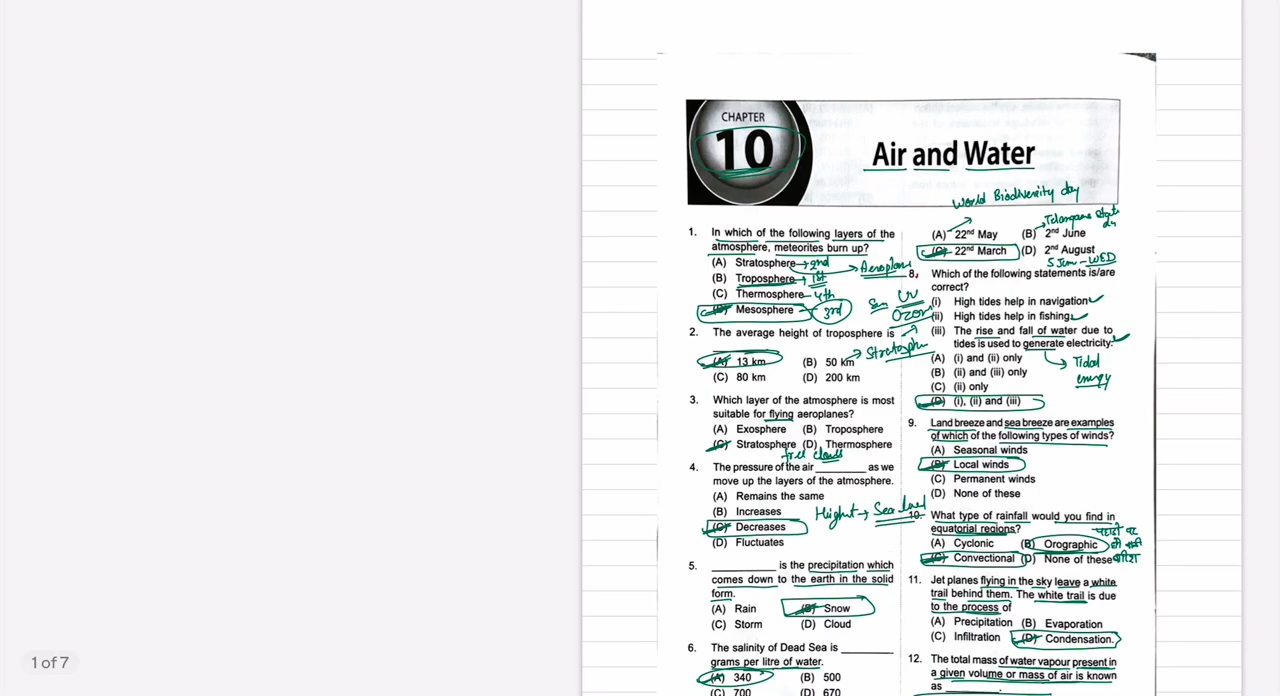 CHAPTER
10
Air and Water
World Biodiversity day
1. In which of the following layers of the
atmosphere, meteorites burn up?
(A) Stratosphere → 2nd
→ Aeroplane
(B) Troposphere → 1st
(C) Thermosphere - 4th
(D) Mesosphere - 3rd
2. The average height of troposphere is
(A) 13 km (B) 50 km
(C) 80 km (D) 200 km
3. Which layer of the atmosphere is most
suitable for flying aeroplanes?
(A) Exosphere (B) Troposphere
(C) Stratosphere (D) Thermosphere
free clouds
4. The pressure of the air ________ as we
move up the layers of the atmosphere.
(A) Remains the same
(B) Increases
(C) Decreases
(D) Fluctuates
Hight → Sea level
5. ________ is the precipitation which
comes down to the earth in the solid
form.
(A) Rain (B) Snow
(C) Storm (D) Cloud
6. The salinity of Dead Sea is ________
grams per litre of water.
(A) 340 (B) 500
(C) 700 (D) 670
Telangana State
(A) 22nd May (B) 2nd June
(C) 22nd March (D) 2nd August
5 Jun - WED
8. Which of the following statements is/are
correct?
Sun UV
(i) High tides help in navigation
(ii) High tides help in fishing
(iii) The rise and fall of water due to
tides is used to generate electricity.
(A) (i) and (ii) only
→ Tidal
energy
(B) (ii) and (iii) only
(C) (ii) only
(D) (i), (ii) and (iii)
9. Land breeze and sea breeze are examples
of which of the following types of winds?
(A) Seasonal winds
(B) Local winds
(C) Permanent winds
(D) None of these
10. What type of rainfall would you find in
equatorial regions?
(A) Cyclonic (B) Orographic
(C) Convectional (D) None of these
11. Jet planes flying in the sky leave a white
trail behind them. The white trail is due
to the process of
(A) Precipitation (B) Evaporation
(C) Infiltration (D) Condensation.
12. The total mass of water vapour present in
a given volume or mass of air is known
as ________
1 of 7